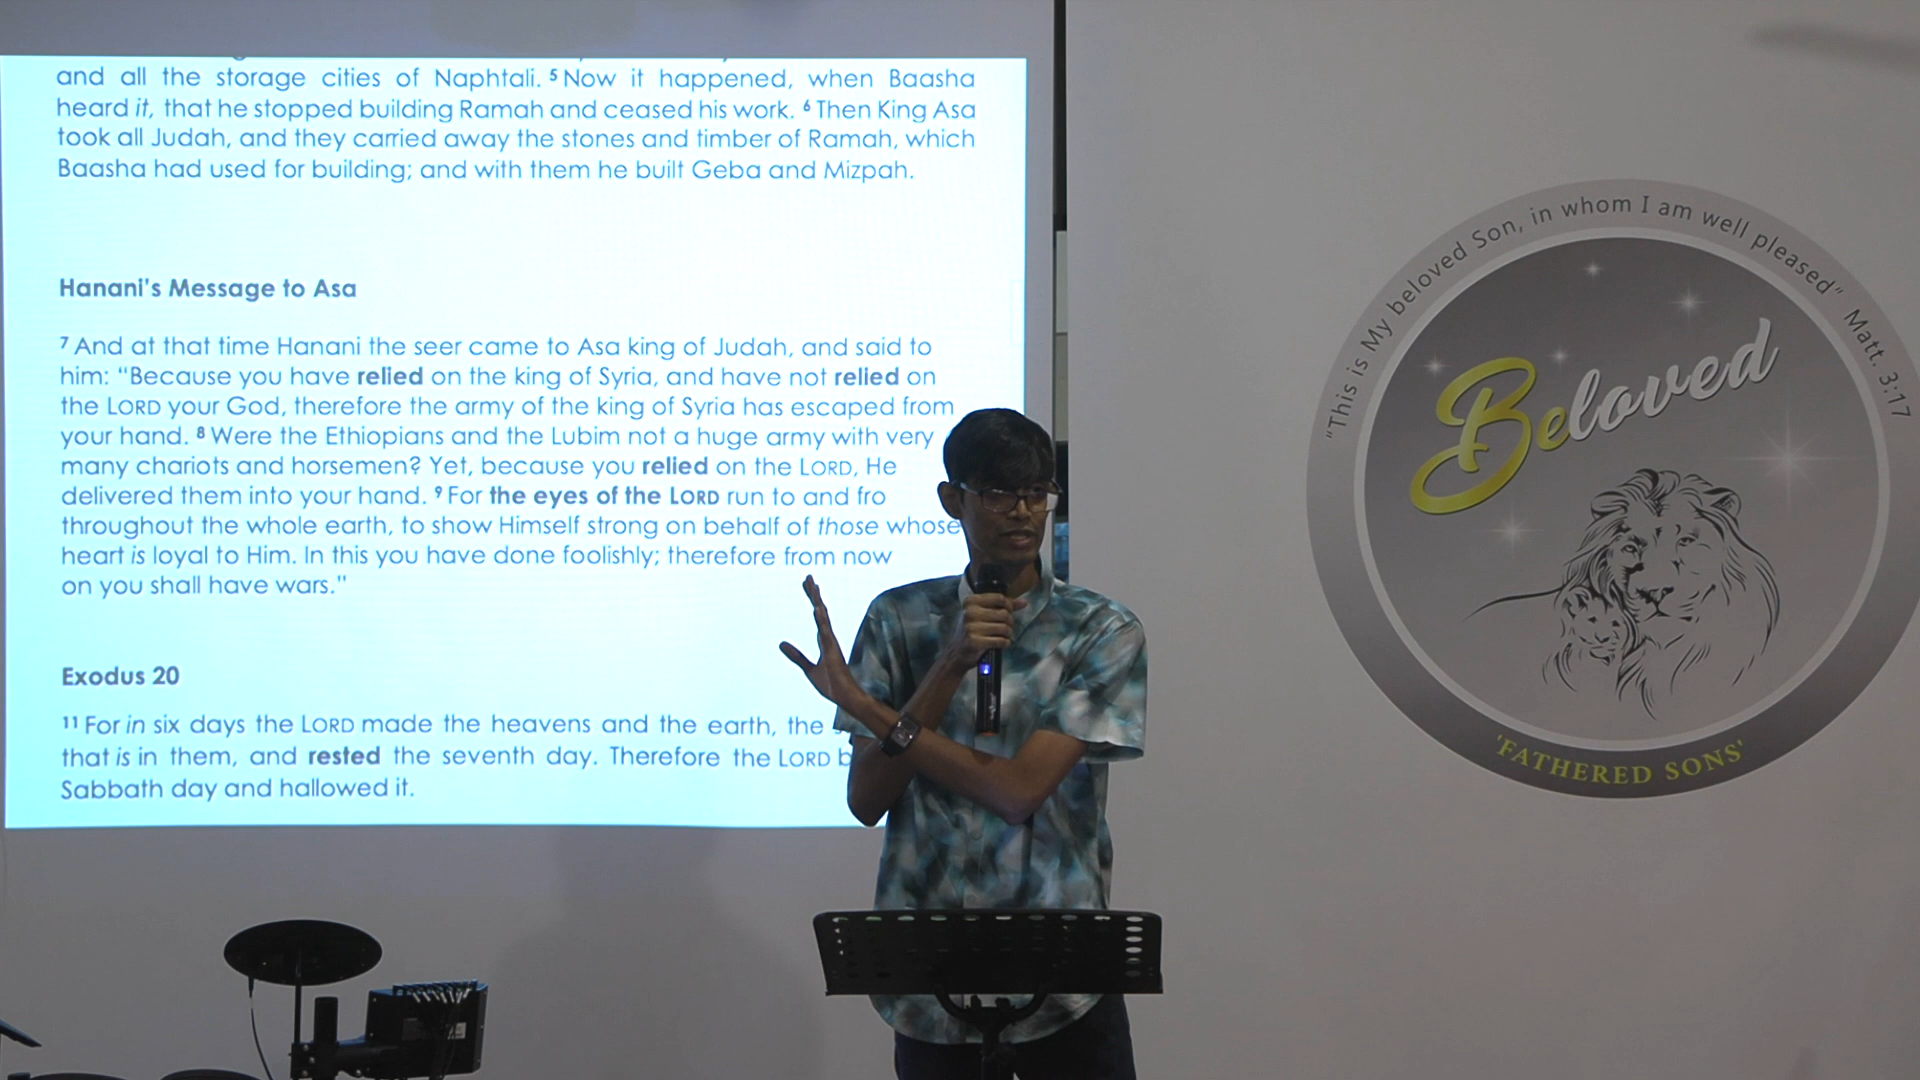 and all the storage cities of Naphtali. 5 Now it happened, when Baasha
heard it, that he stopped building Ramah and ceased his work. 6 Then King Asa
took all Judah, and they carried away the stones and timber of Ramah, which
Baasha had used for building; and with them he built Geba and Mizpah.
Hanani's Message to Asa
7 And at that time Hanani the seer came to Asa king of Judah, and said to
him: "Because you have relied on the king of Syria, and have not relied on
the LORD your God, therefore the army of the king of Syria has escaped from
your hand. 8 Were the Ethiopians and the Lubim not a huge army with very
many chariots and horsemen? Yet, because you relied on the LORD, He
delivered them into your hand. 9 For the eyes of the LORD run to and fro
throughout the whole earth, to show Himself strong on behalf of those whose
heart is loyal to Him. In this you have done foolishly; therefore from now
on you shall have wars."
Exodus 20
11 For in six days the LORD made the heavens and the earth, the
that is in them, and rested the seventh day. Therefore the LORD
Sabbath day and hallowed it.
"This is My beloved Son, in whom I am well pleased" Matt. 3:17
Beloved
'FATHERED SONS'